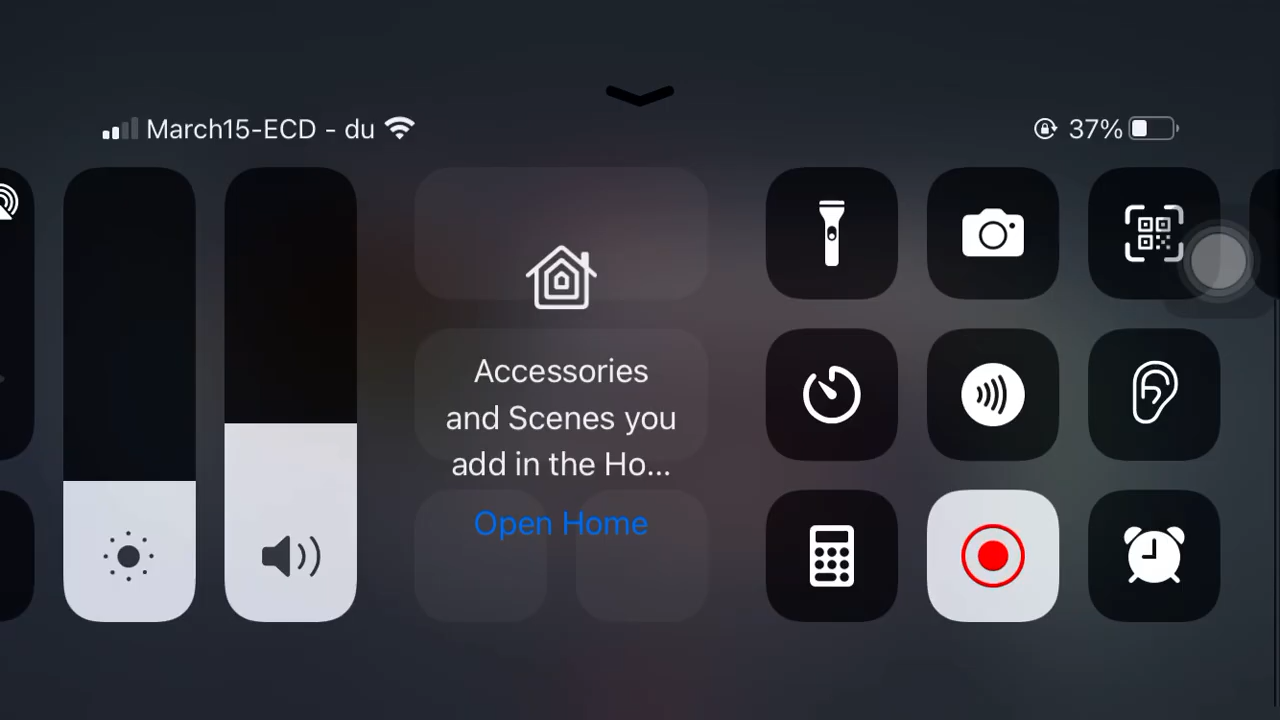 March15-ECD - du
37%
Accessories
and Scenes you
add in the Ho...
Open Home